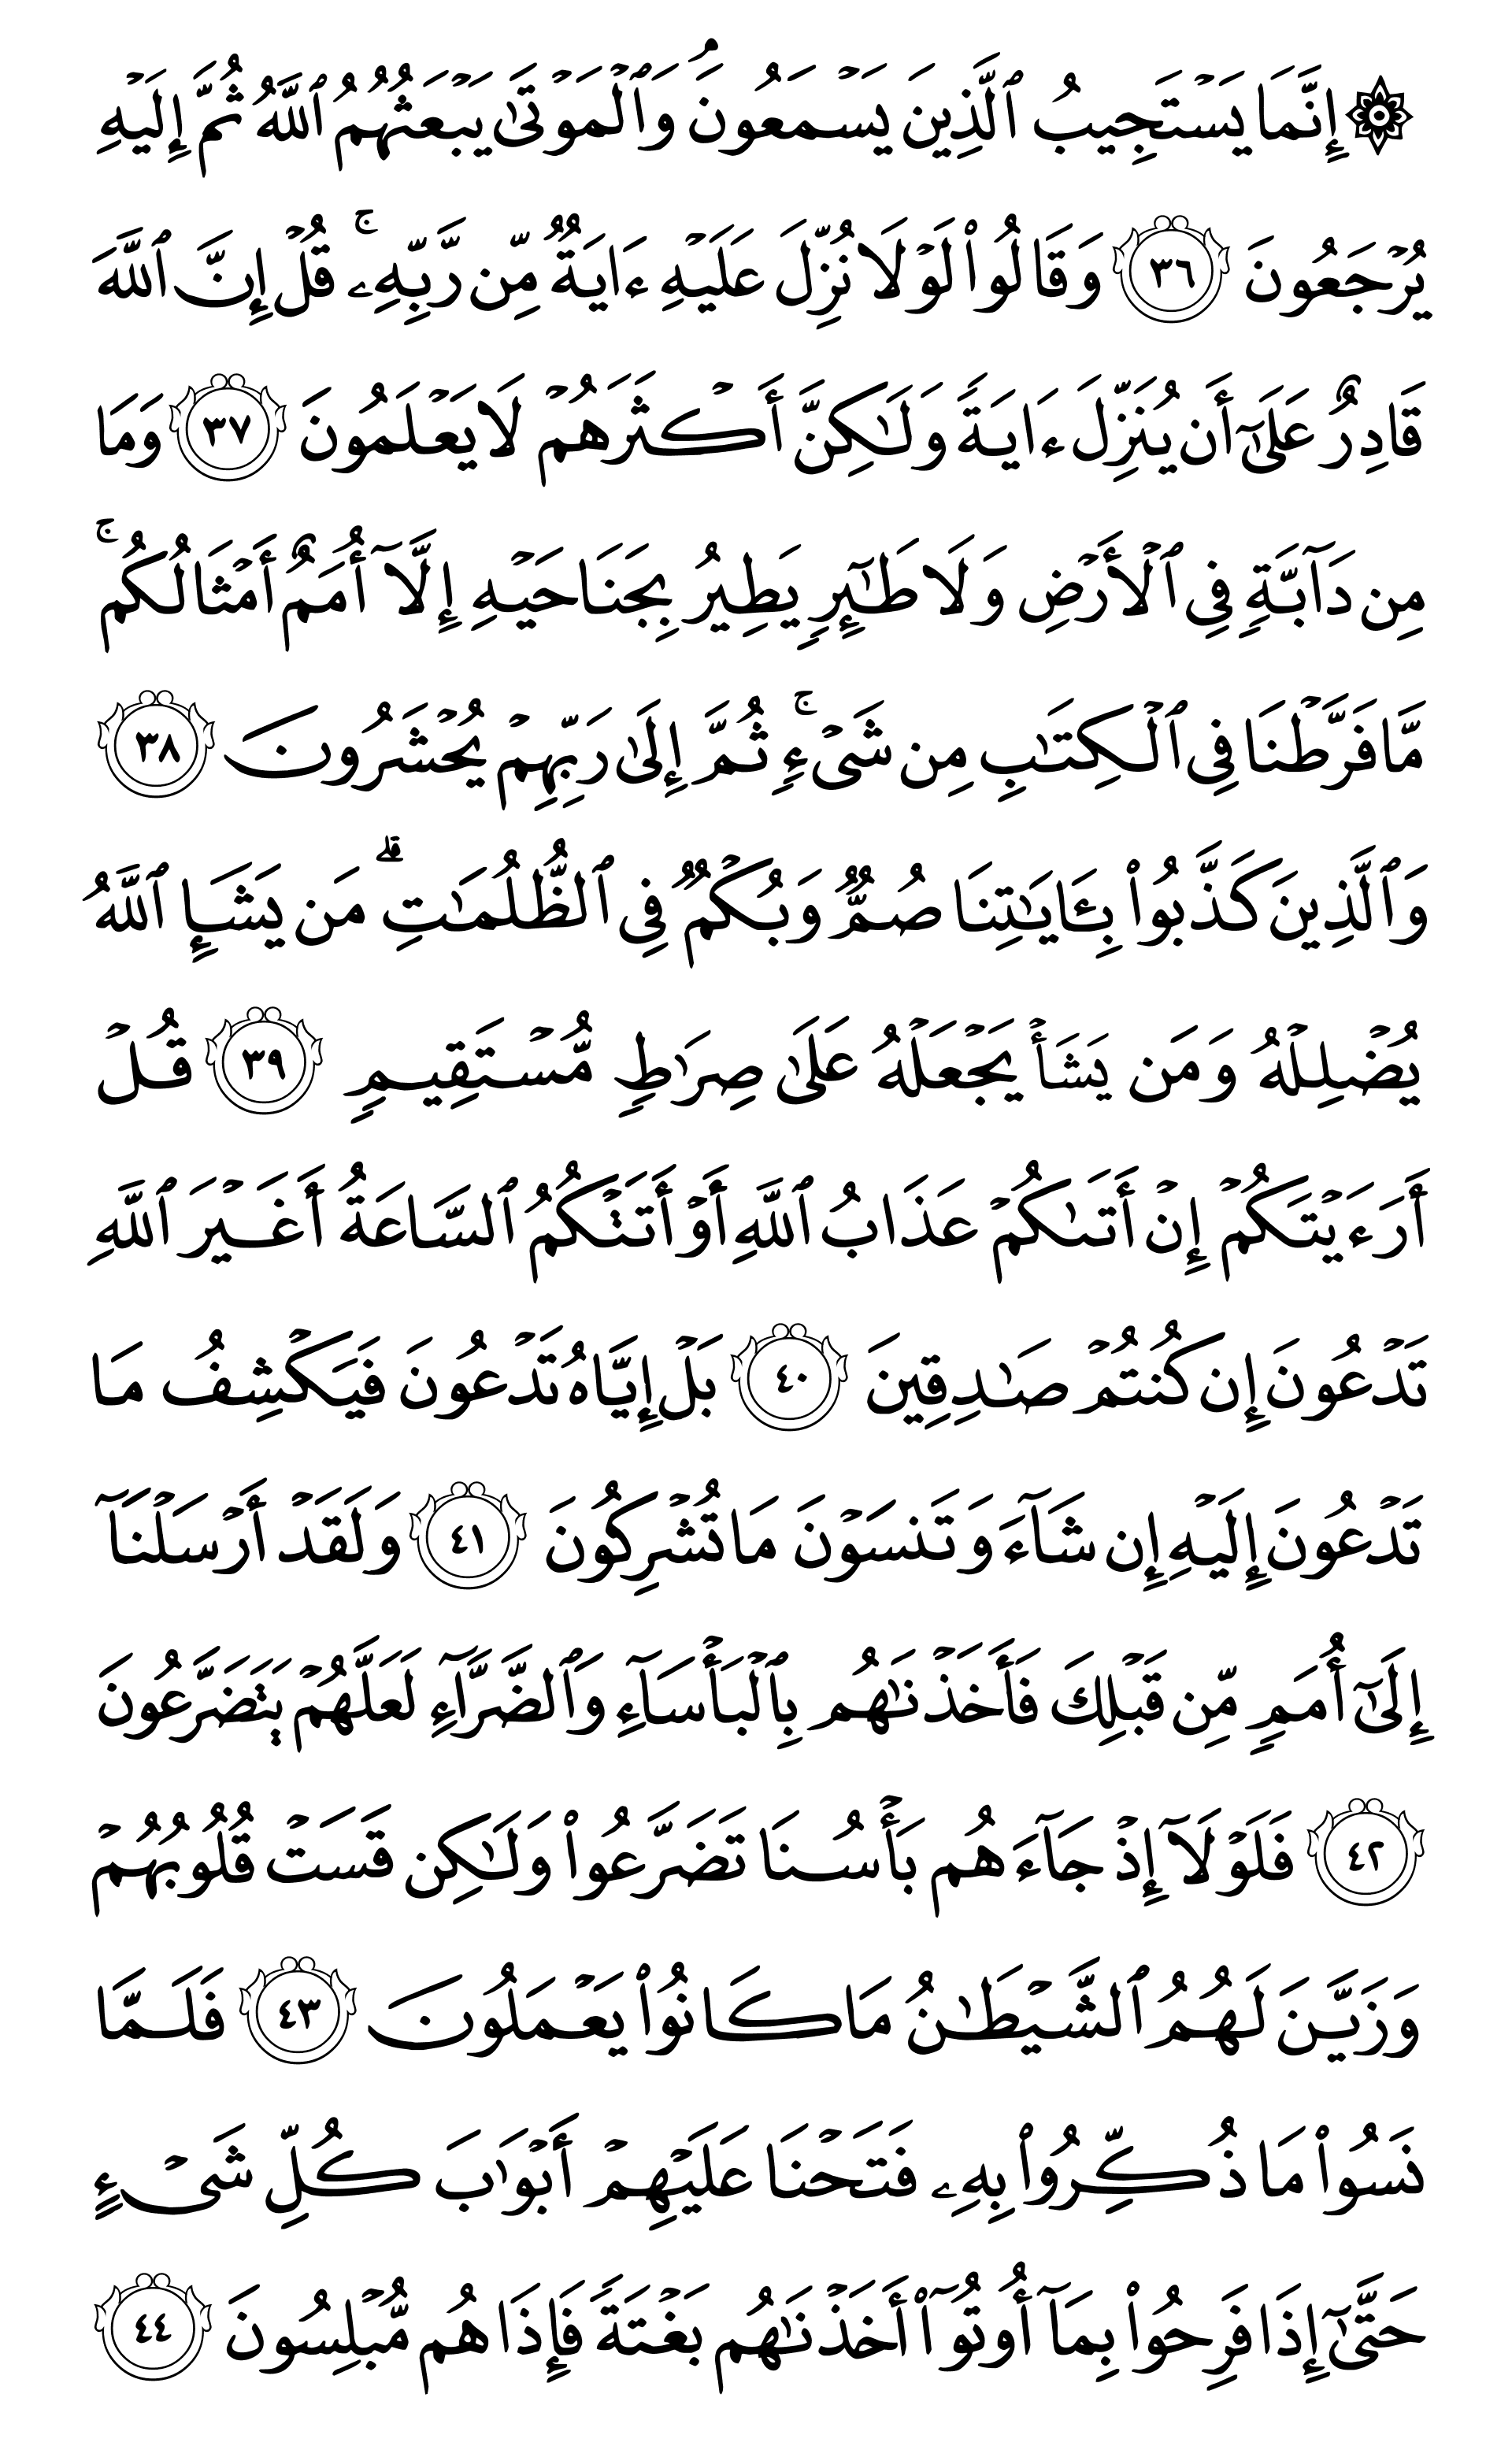 ۞ إِنَّمَا يَسۡتَجِيبُ ٱلَّذِينَ يَسۡمَعُونَۘ وَٱلۡمَوۡتَىٰ يَبۡعَثُهُمُ ٱللَّهُ ثُمَّ إِلَيۡهِ
يُرۡجَعُونَ ٣٦ وَقَالُواْ لَوۡلَا نُزِّلَ عَلَيۡهِ ءَايَةٞ مِّن رَّبِّهِۦۚ قُلۡ إِنَّ ٱللَّهَ
قَادِرٌ عَلَىٰٓ أَن يُنَزِّلَ ءَايَةٗ وَلَٰكِنَّ أَكۡثَرَهُمۡ لَا يَعۡلَمُونَ ٣٧ وَمَا
مِن دَآبَّةٖ فِي ٱلۡأَرۡضِ وَلَا طَٰٓئِرٖ يَطِيرُ بِجَنَاحَيۡهِ إِلَّآ أُمَمٌ أَمۡثَالُكُمۚ
مَّا فَرَّطۡنَا فِي ٱلۡكِتَٰبِ مِن شَيۡءٖۚ ثُمَّ إِلَىٰ رَبِّهِمۡ يُحۡشَرُونَ ٣٨
وَٱلَّذِينَ كَذَّبُواْ بِـَٔايَٰتِنَا صُمّٞ وَبُكۡمٞ فِي ٱلظُّلُمَٰتِۗ مَن يَشَإِ ٱللَّهُ
يُضۡلِلۡهُ وَمَن يَشَأۡ يَجۡعَلۡهُ عَلَىٰ صِرَٰطٖ مُّسۡتَقِيمٖ ٣٩ قُلۡ
أَرَءَيۡتَكُمۡ إِنۡ أَتَىٰكُمۡ عَذَابُ ٱللَّهِ أَوۡ أَتَتۡكُمُ ٱلسَّاعَةُ أَغَيۡرَ ٱللَّهِ
تَدۡعُونَ إِن كُنتُمۡ صَٰدِقِينَ ٤٠ بَلۡ إِيَّاهُ تَدۡعُونَ فَيَكۡشِفُ مَا
تَدۡعُونَ إِلَيۡهِ إِن شَآءَ وَتَنسَوۡنَ مَا تُشۡرِكُونَ ٤١ وَلَقَدۡ أَرۡسَلۡنَآ
إِلَىٰٓ أُمَمٖ مِّن قَبۡلِكَ فَأَخَذۡنَٰهُم بِٱلۡبَأۡسَآءِ وَٱلضَّرَّآءِ لَعَلَّهُمۡ يَتَضَرَّعُونَ
٤٢ فَلَوۡلَآ إِذۡ جَآءَهُم بَأۡسُنَا تَضَرَّعُواْ وَلَٰكِن قَسَتۡ قُلُوبُهُمۡ
وَزَيَّنَ لَهُمُ ٱلشَّيۡطَٰنُ مَا كَانُواْ يَعۡمَلُونَ ٤٣ فَلَمَّا
نَسُواْ مَا ذُكِّرُواْ بِهِۦ فَتَحۡنَا عَلَيۡهِمۡ أَبۡوَٰبَ كُلِّ شَيۡءٍ
حَتَّىٰٓ إِذَا فَرِحُواْ بِمَآ أُوتُوٓاْ أَخَذۡنَٰهُم بَغۡتَةٗ فَإِذَا هُم مُّبۡلِسُونَ ٤٤